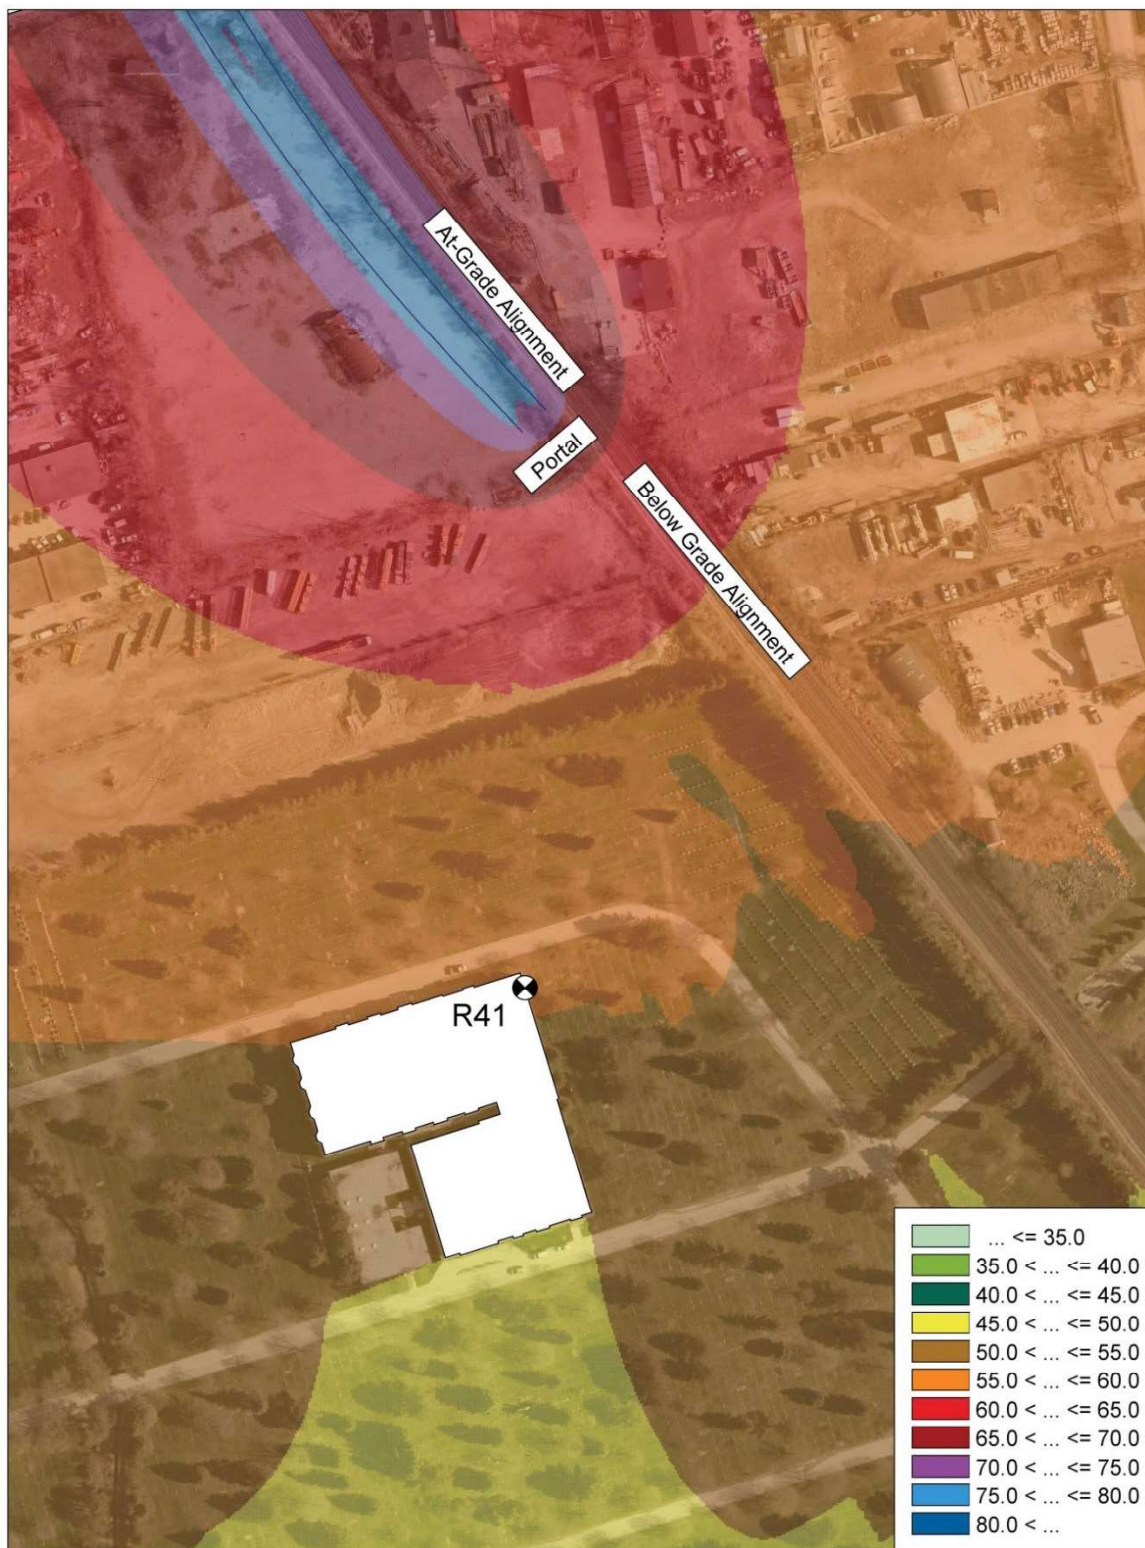 At-Grade Alignment
Portal
Below Grade Alignment
R41
... <= 35.0
35.0 < ... <= 40.0
40.0 < ... <= 45.0
45.0 < ... <= 50.0
50.0 < ... <= 55.0
55.0 < ... <= 60.0
60.0 < ... <= 65.0
65.0 < ... <= 70.0
70.0 < ... <= 75.0
75.0 < ... <= 80.0
80.0 < ...